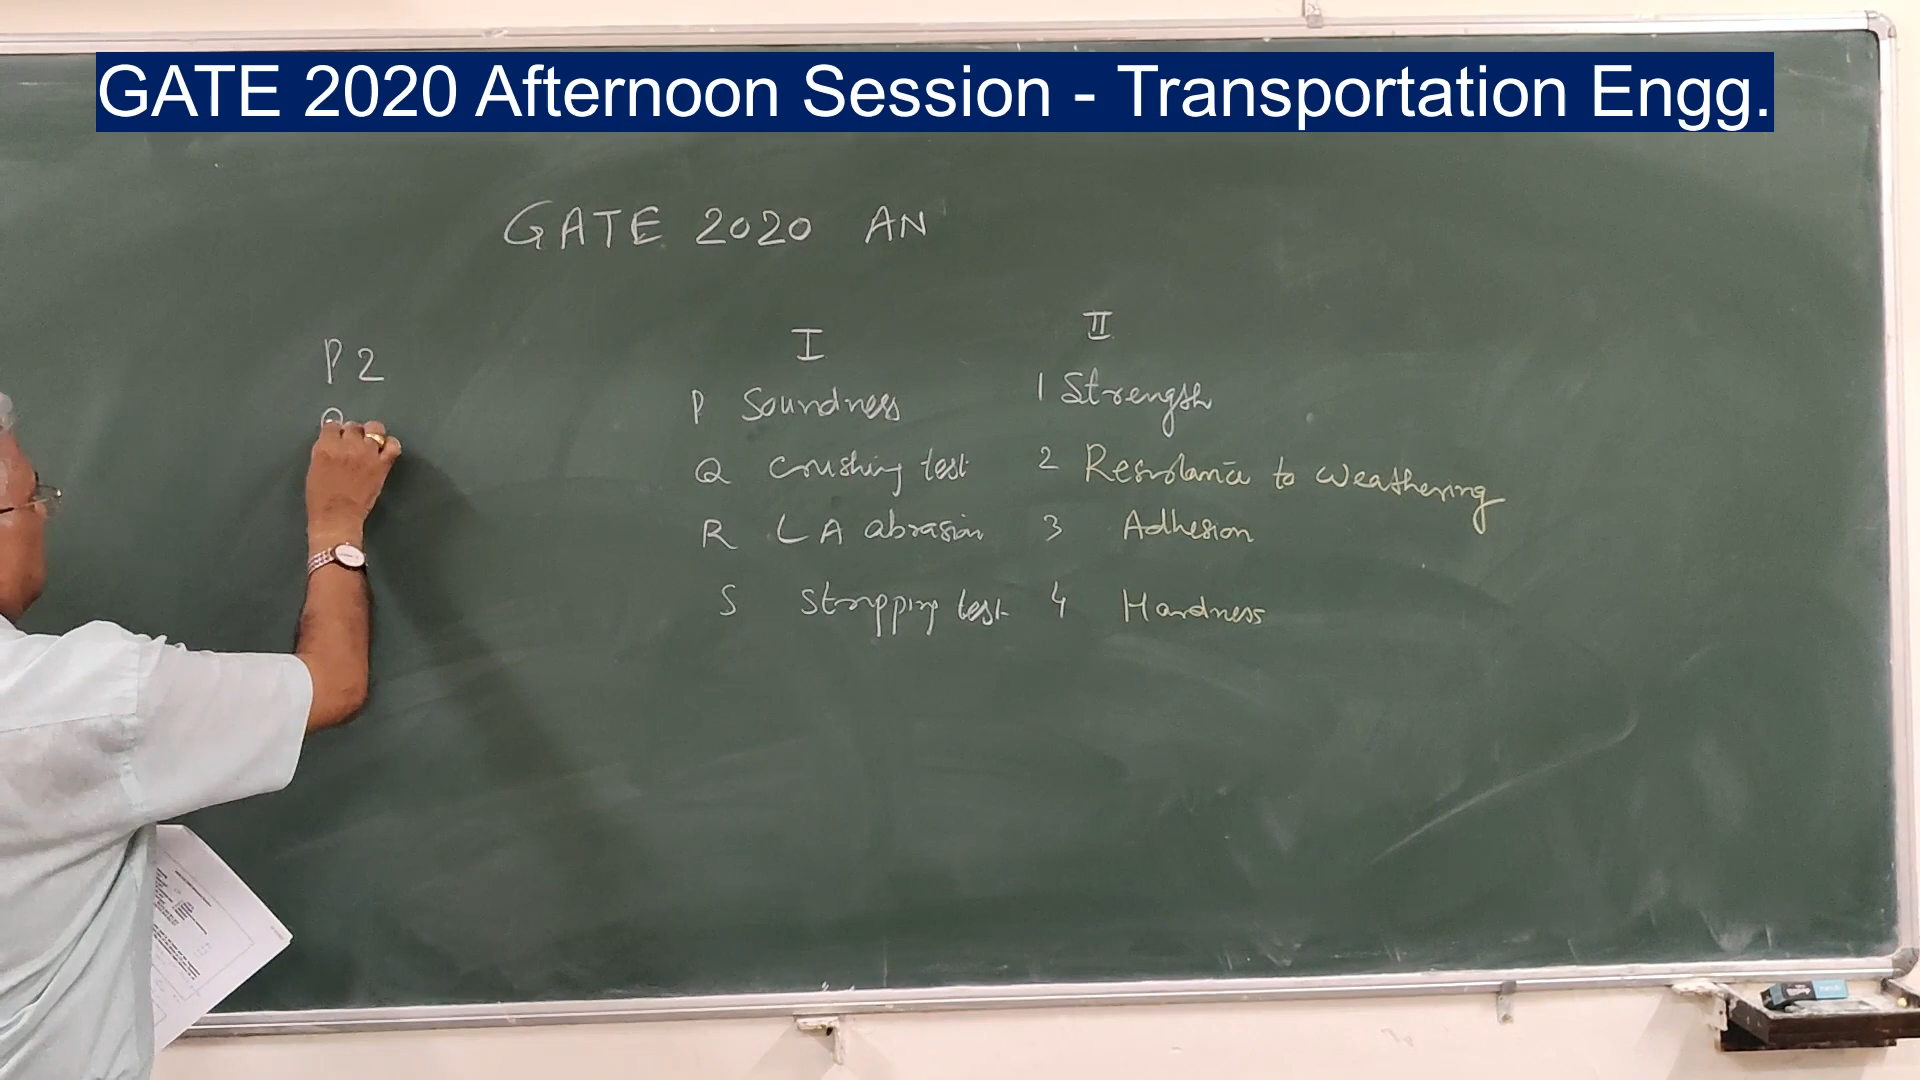 GATE 2020 Afternoon Session - Transportation Engg.
GATE 2020 AN
I II
P 2
P Soundness 1 Strength
Q
Q Crushing test 2 Resistance to weathering
R LA abrasion 3 Adhesion
S Stripping test 4 Hardness